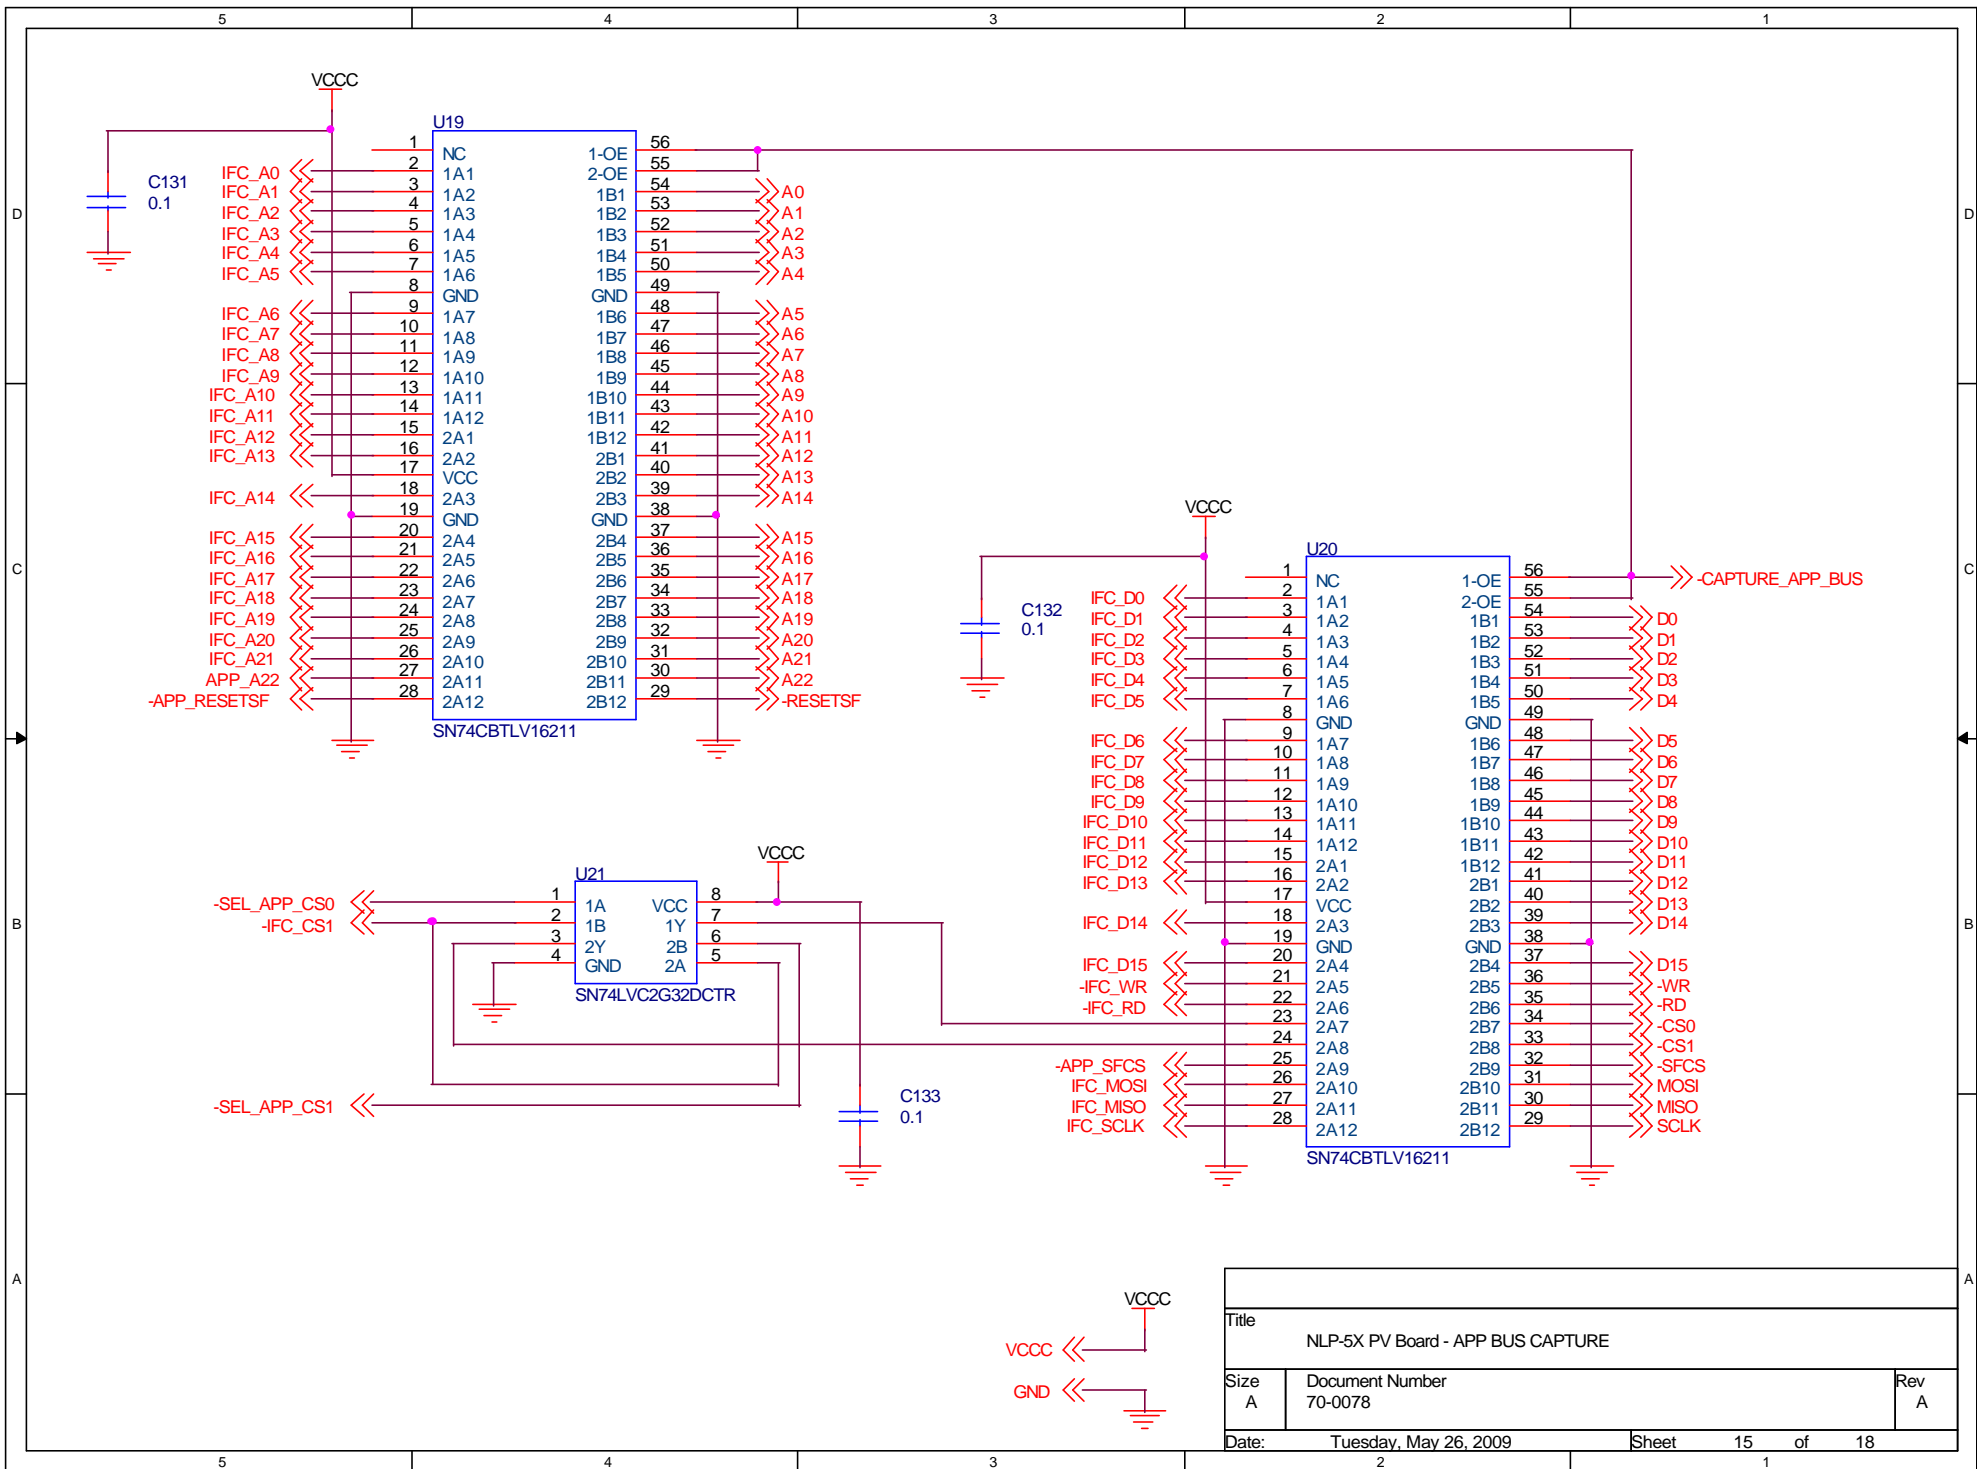 5 4 3 2 1
D
C
B
A
D
C
B
A
VCCC
C131
0.1
U19
IFC_A0 2 1A1
IFC_A1 3 1A2
IFC_A2 4 1A3
IFC_A3 5 1A4
IFC_A4 6 1A5
IFC_A5 7 1A6
1 NC
8 GND
IFC_A6 9 1A7
IFC_A7 10 1A8
IFC_A8 11 1A9
IFC_A9 12 1A10
IFC_A10 13 1A11
IFC_A11 14 1A12
IFC_A12 15 2A1
IFC_A13 16 2A2
17 VCC
IFC_A14 18 2A3
19 GND
IFC_A15 20 2A4
IFC_A16 21 2A5
IFC_A17 22 2A6
IFC_A18 23 2A7
IFC_A19 24 2A8
IFC_A20 25 2A9
IFC_A21 26 2A10
APP_A22 27 2A11
-APP_RESETSF 28 2A12
1-OE 56
2-OE 55
1B1 54 A0
1B2 53 A1
1B3 52 A2
1B4 51 A3
1B5 50 A4
GND 49
1B6 48 A5
1B7 47 A6
1B8 46 A7
1B9 45 A8
1B10 44 A9
1B11 43 A10
1B12 42 A11
2B1 41 A12
2B2 40 A13
2B3 39 A14
GND 38
2B4 37 A15
2B5 36 A16
2B6 35 A17
2B7 34 A18
2B8 33 A19
2B9 32 A20
2B10 31 A21
2B11 30 A22
2B12 29 -RESETSF
SN74CBTLV16211
VCCC
C132
0.1
U20
1 NC
IFC_D0 2 1A1
IFC_D1 3 1A2
IFC_D2 4 1A3
IFC_D3 5 1A4
IFC_D4 6 1A5
IFC_D5 7 1A6
8 GND
IFC_D6 9 1A7
IFC_D7 10 1A8
IFC_D8 11 1A9
IFC_D9 12 1A10
IFC_D10 13 1A11
IFC_D11 14 1A12
IFC_D12 15 2A1
IFC_D13 16 2A2
17 VCC
IFC_D14 18 2A3
19 GND
IFC_D15 20 2A4
-IFC_WR 21 2A5
-IFC_RD 22 2A6
23 2A7
24 2A8
-APP_SFCS 25 2A9
IFC_MOSI 26 2A10
IFC_MISO 27 2A11
IFC_SCLK 28 2A12
1-OE 56 -CAPTURE_APP_BUS
2-OE 55
1B1 54 D0
1B2 53 D1
1B3 52 D2
1B4 51 D3
1B5 50 D4
GND 49
1B6 48 D5
1B7 47 D6
1B8 46 D7
1B9 45 D8
1B10 44 D9
1B11 43 D10
1B12 42 D11
2B1 41 D12
2B2 40 D13
2B3 39 D14
GND 38
2B4 37 D15
2B5 36 -WR
2B6 35 -RD
2B7 34 -CS0
2B8 33 -CS1
2B9 32 -SFCS
2B10 31 MOSI
2B11 30 MISO
2B12 29 SCLK
SN74CBTLV16211
VCCC
U21
-SEL_APP_CS0 1 1A VCC 8
-IFC_CS1 2 1B 1Y 7
3 2Y 2B 6
4 GND 2A 5
SN74LVC2G32DCTR
-SEL_APP_CS1
C133
0.1
VCCC
VCCC
GND
Title
NLP-5X PV Board - APP BUS CAPTURE
Size Document Number Rev
A 70-0078 A
Date: Tuesday, May 26, 2009 Sheet 15 of 18
5 4 3 2 1